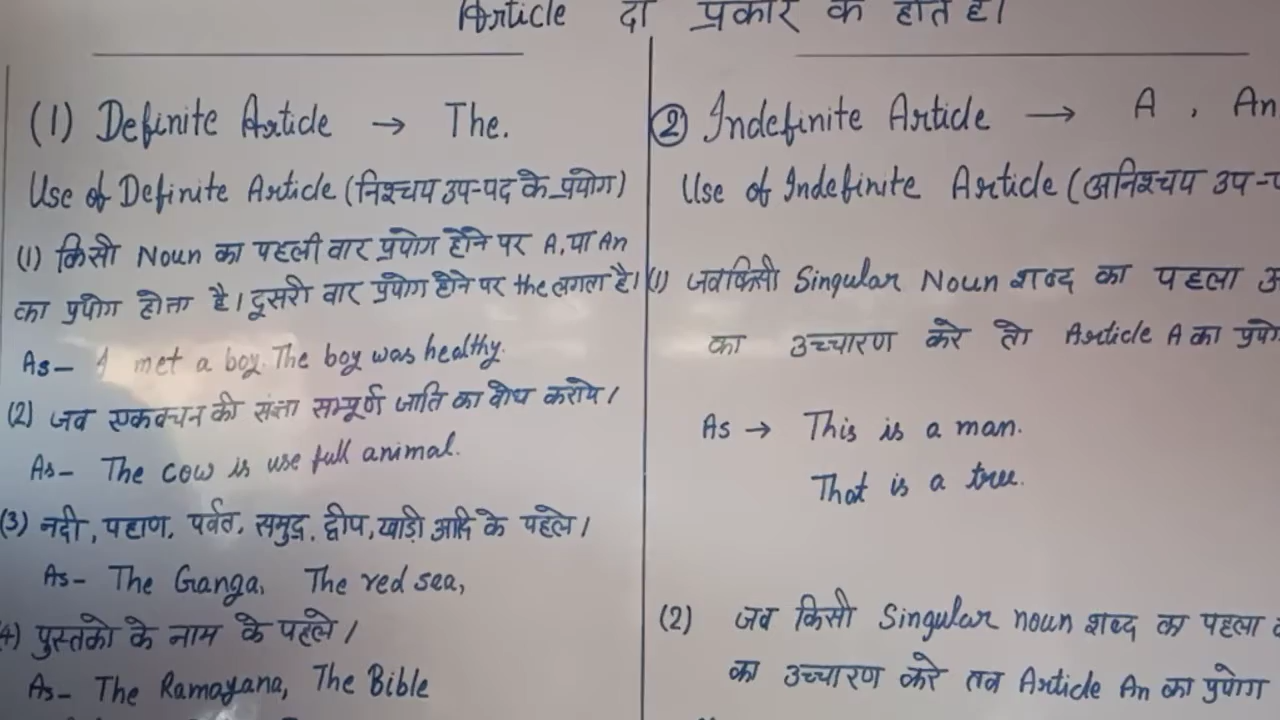 Article दो प्रकार के होते है।
(1) Definite Article → The.
Use of Definite Article (निश्चय उप-पद के प्रयोग)
(1) किसी Noun का पहली वार प्रयोग होने पर A, या An
का प्रयोग होता है। दूसरी वार प्रयोग होने पर the लगता है।
As- I met a boy. The boy was healthy.
(2) जव एकवचन की संज्ञा सम्पूर्ण जाति का वोध कराये।
As- The cow is use full animal.
(3) नदी, पहाण, पर्वत, समुद्र, द्वीप, खाड़ी आदि के पहले।
As- The Ganga, The red sea,
(4) पुस्तको के नाम के पहले।
As- The Ramayana, The Bible
(2) Indefinite Article → A, An
Use of Indefinite Article (अनिश्चय उप-
(1) जवकिसी Singular Noun शब्द का पहला
का उच्चारण करे तो Article A का
As → This is a man.
That is a tree.
(2) जव किसी Singular noun शब्द का पहला
का उच्चारण करे तव Article An का प्रयोग